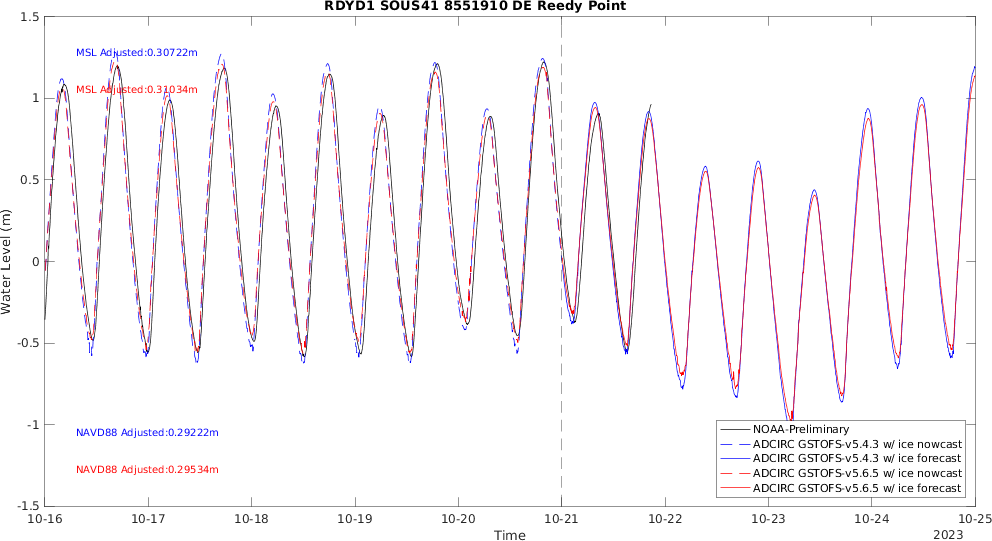 RDYD1 SOUS41 8551910 DE Reedy Point
1.5
1
0.5
0
-0.5
-1
-1.5
Water Level (m)
MSL Adjusted:0.30722m
MSL Adjusted:0.31034m
NAVD88 Adjusted:0.29222m
NAVD88 Adjusted:0.29534m
NOAA-Preliminary
ADCIRC GSTOFS-v5.4.3 w/ ice nowcast
ADCIRC GSTOFS-v5.4.3 w/ ice forecast
ADCIRC GSTOFS-v5.6.5 w/ ice nowcast
ADCIRC GSTOFS-v5.6.5 w/ ice forecast
10-16 10-17 10-18 10-19 10-20 10-21 10-22 10-23 10-24 10-25
Time
2023